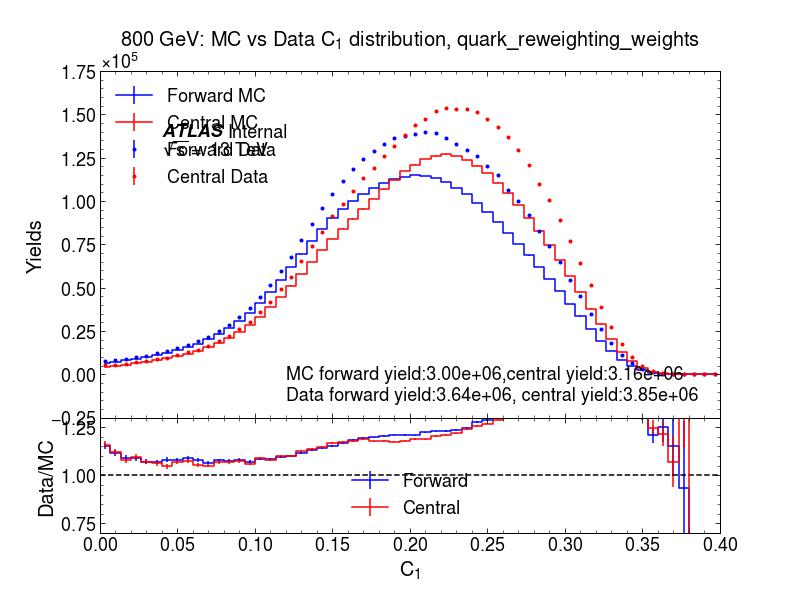 800 GeV: MC vs Data C₁ distribution, quark_reweighting_weights
×10⁵
1.75
1.50
1.25
1.00
0.75
0.50
0.25
0.00
−0.25
Yields
Forward MC
Central MC
ATLAS Internal
√s = 13 TeV
Forward Data
Central Data
MC forward yield:3.00e+06,central yield:3.16e+06
Data forward yield:3.64e+06, central yield:3.85e+06
1.25
1.00
0.75
Data/MC
Forward
Central
0.00 0.05 0.10 0.15 0.20 0.25 0.30 0.35 0.40
C₁